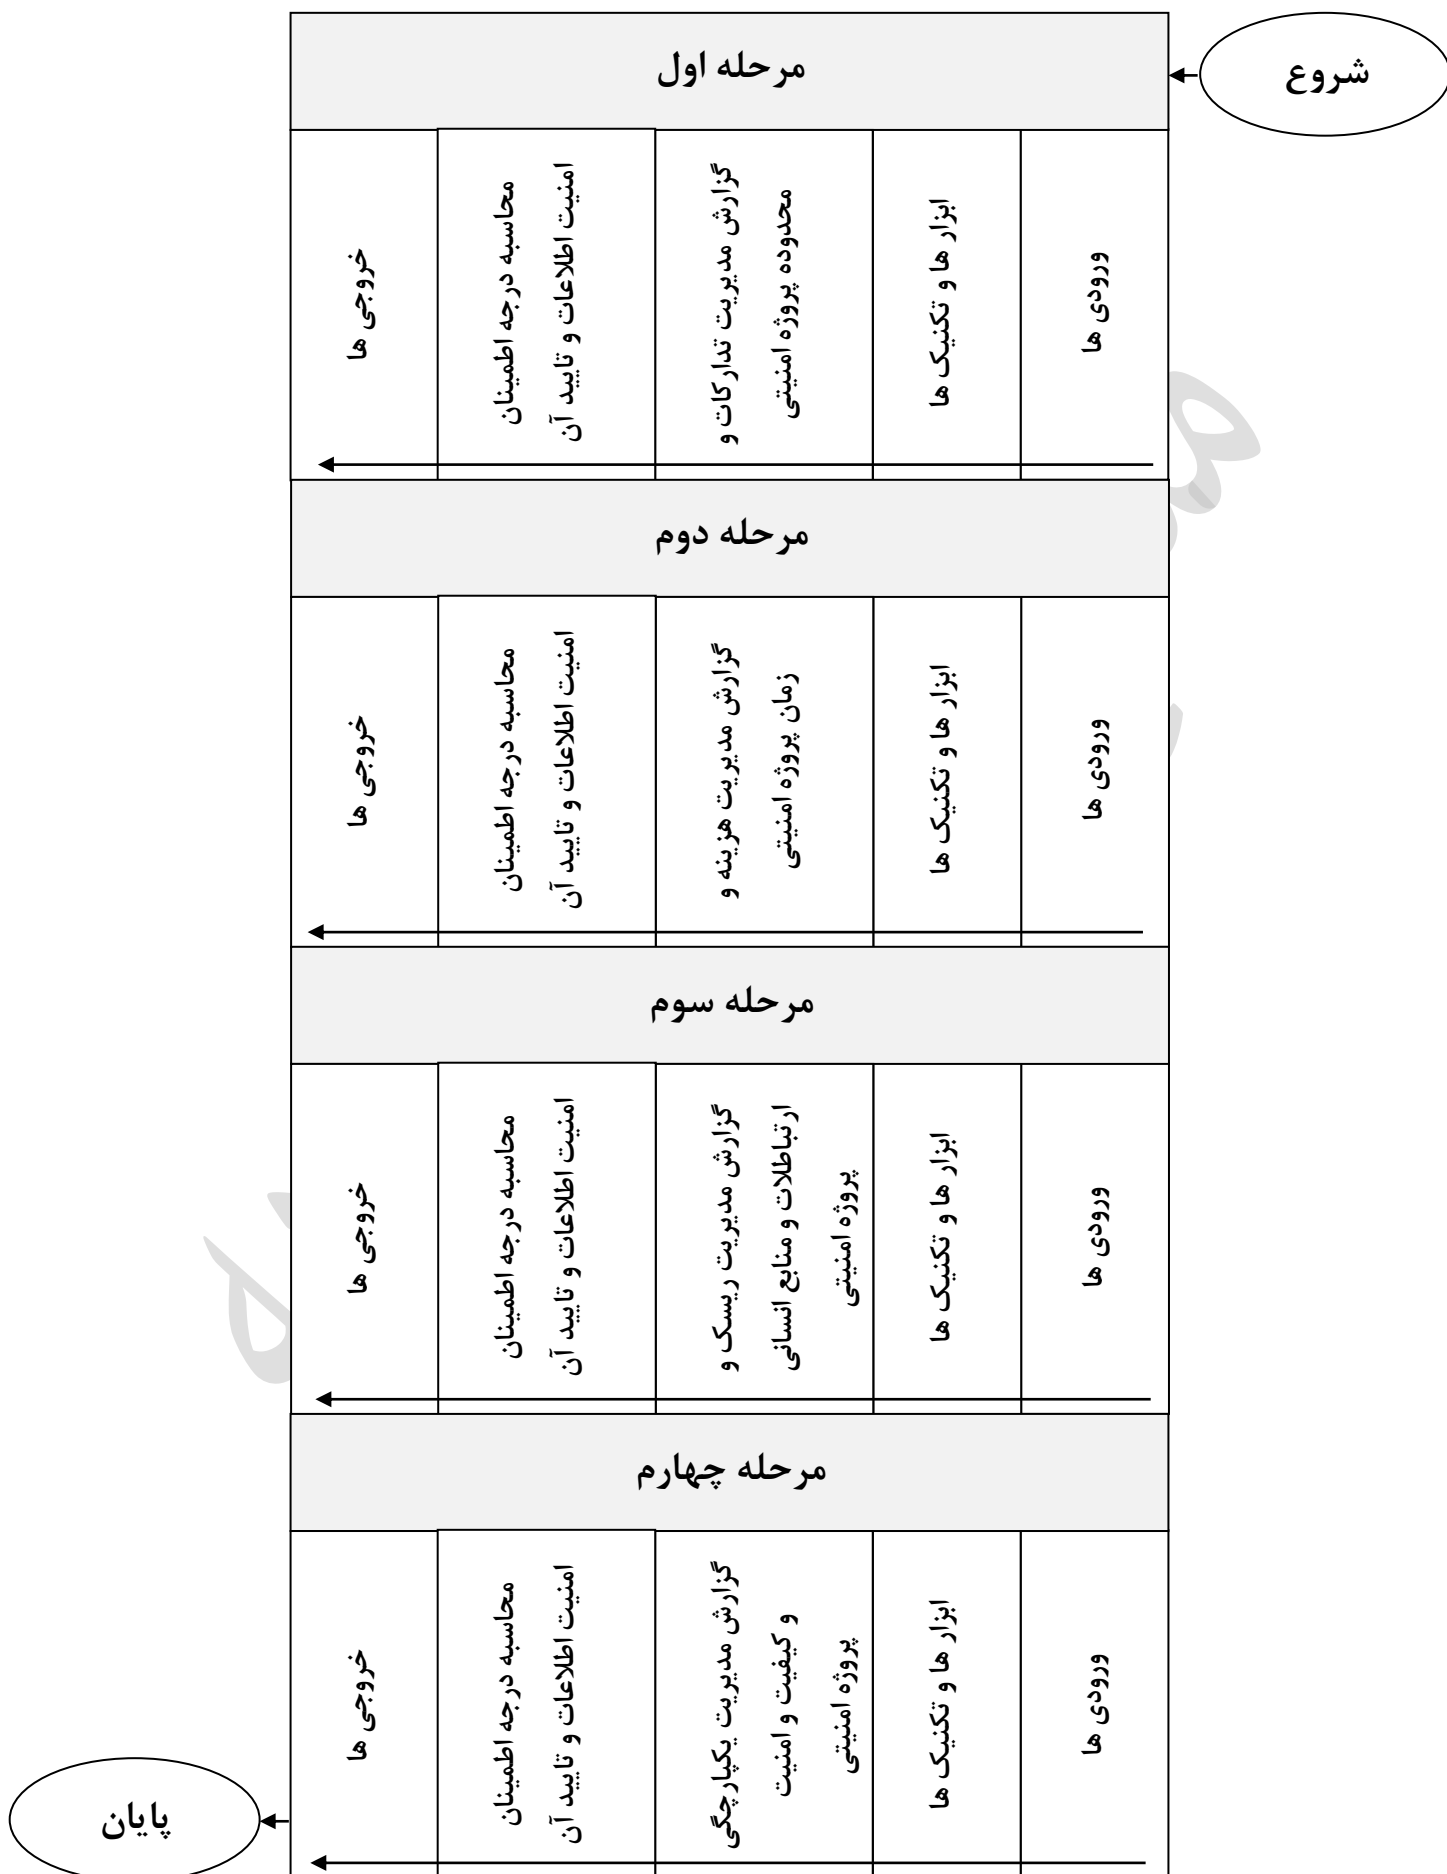 شروع
مرحله اول
ورودی ها
ابزار ها و تکنیک ها
گزارش مدیریت تدارکات و
محدوده پروژه امنیتی
محاسبه درجه اطمینان
امنیت اطلاعات و تایید آن
خروجی ها
مرحله دوم
ورودی ها
ابزار ها و تکنیک ها
گزارش مدیریت هزینه و
زمان پروژه امنیتی
محاسبه درجه اطمینان
امنیت اطلاعات و تایید آن
خروجی ها
مرحله سوم
ورودی ها
ابزار ها و تکنیک ها
گزارش مدیریت ریسک و
ارتباطلات و منابع انسانی
پروژه امنیتی
محاسبه درجه اطمینان
امنیت اطلاعات و تایید آن
خروجی ها
مرحله چهارم
ورودی ها
ابزار ها و تکنیک ها
گزارش مدیریت یکپارچگی
و کیفیت و امنیت
پروژه امنیتی
محاسبه درجه اطمینان
امنیت اطلاعات و تایید آن
خروجی ها
پایان